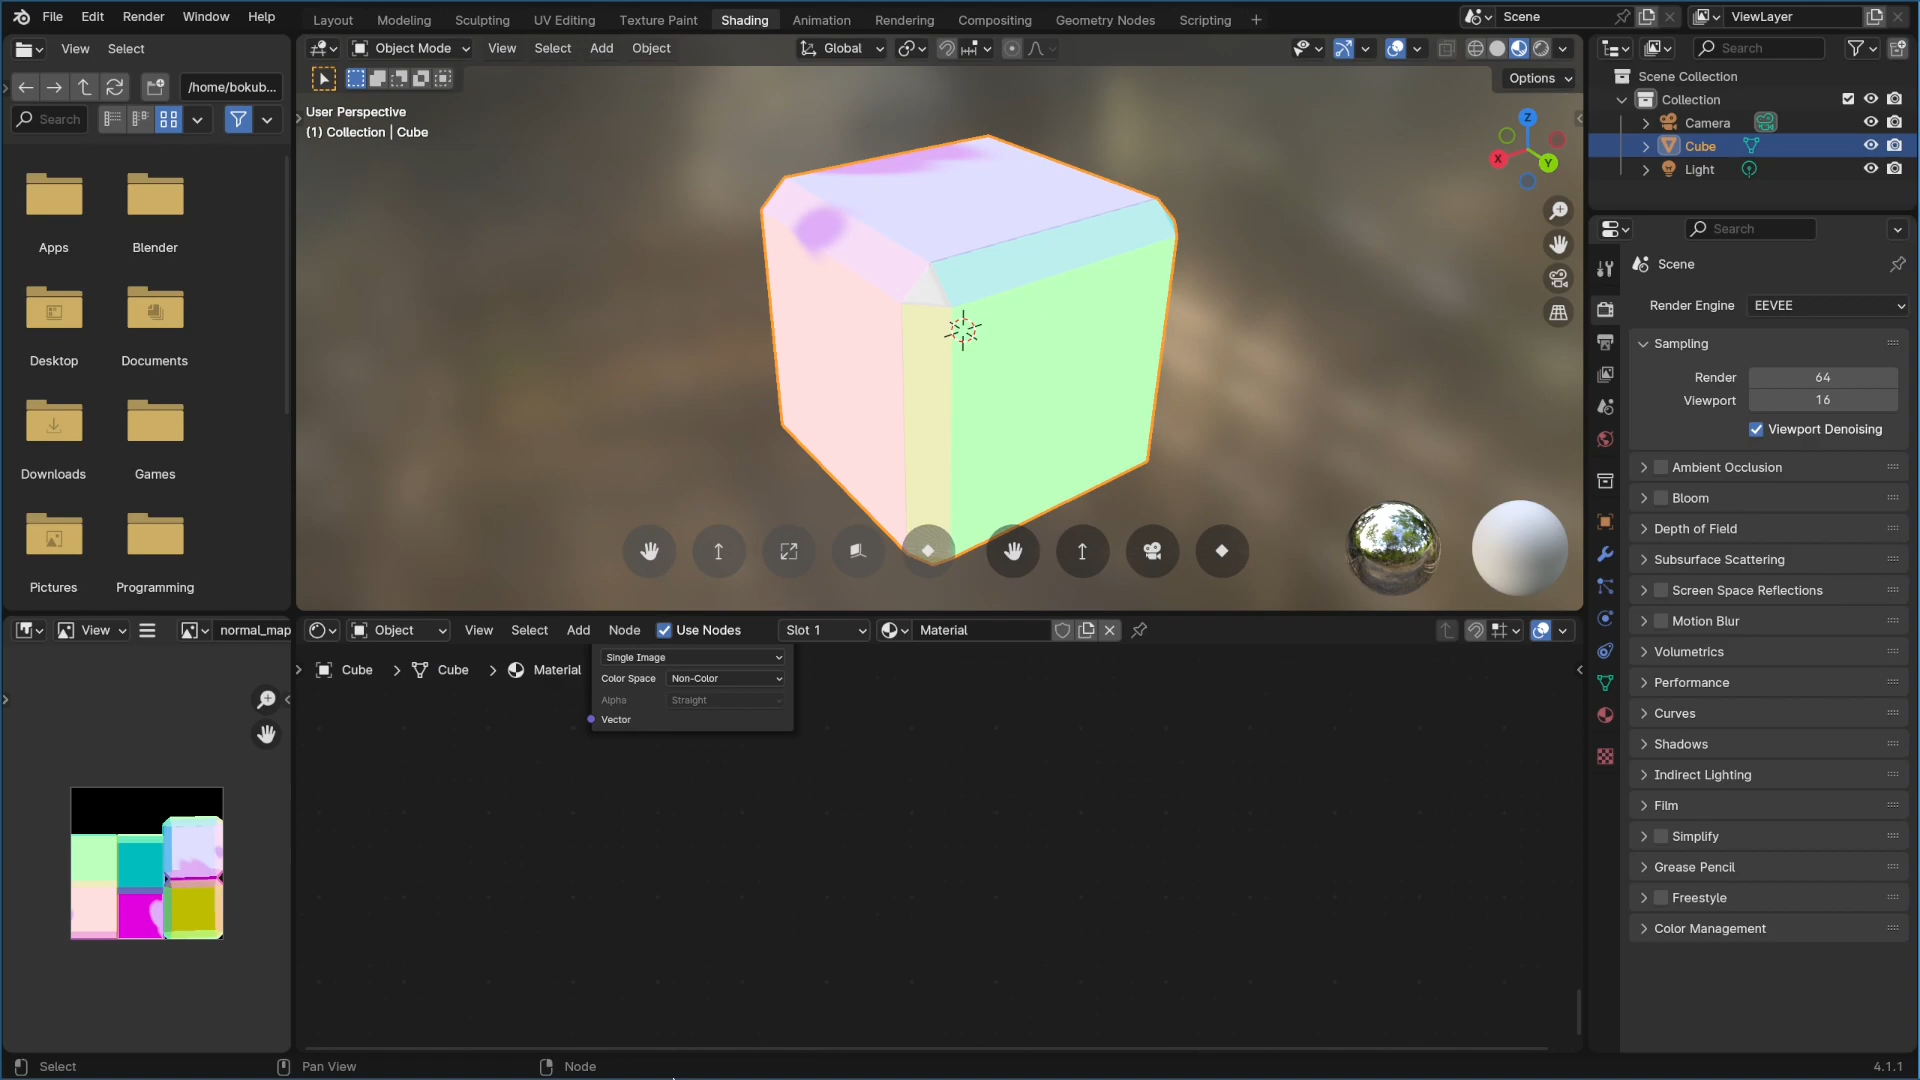 File Edit Render Window Help
Layout Modeling Sculpting UV Editing Texture Paint Shading Animation Rendering Compositing Geometry Nodes Scripting +
Scene
ViewLayer
View Select
Object Mode View Select Add Object
Global
Search
/home/bokub...
Search
Options
User Perspective
(1) Collection | Cube
Z
X
Y
Apps
Blender
Desktop
Documents
Downloads
Games
Pictures
Programming
Scene Collection
Collection
Camera
Cube
Light
Search
Scene
Render Engine EEVEE
Sampling
Render 64
Viewport 16
Viewport Denoising
Ambient Occlusion
Bloom
Depth of Field
Subsurface Scattering
Screen Space Reflections
Motion Blur
Volumetrics
Performance
Curves
Shadows
Indirect Lighting
Film
Simplify
Grease Pencil
Freestyle
Color Management
View
normal_map
Object View Select Add Node Use Nodes Slot 1 Material
Cube > Cube > Material
Single Image
Color Space Non-Color
Alpha Straight
Vector
Select
Pan View
Node
4.1.1